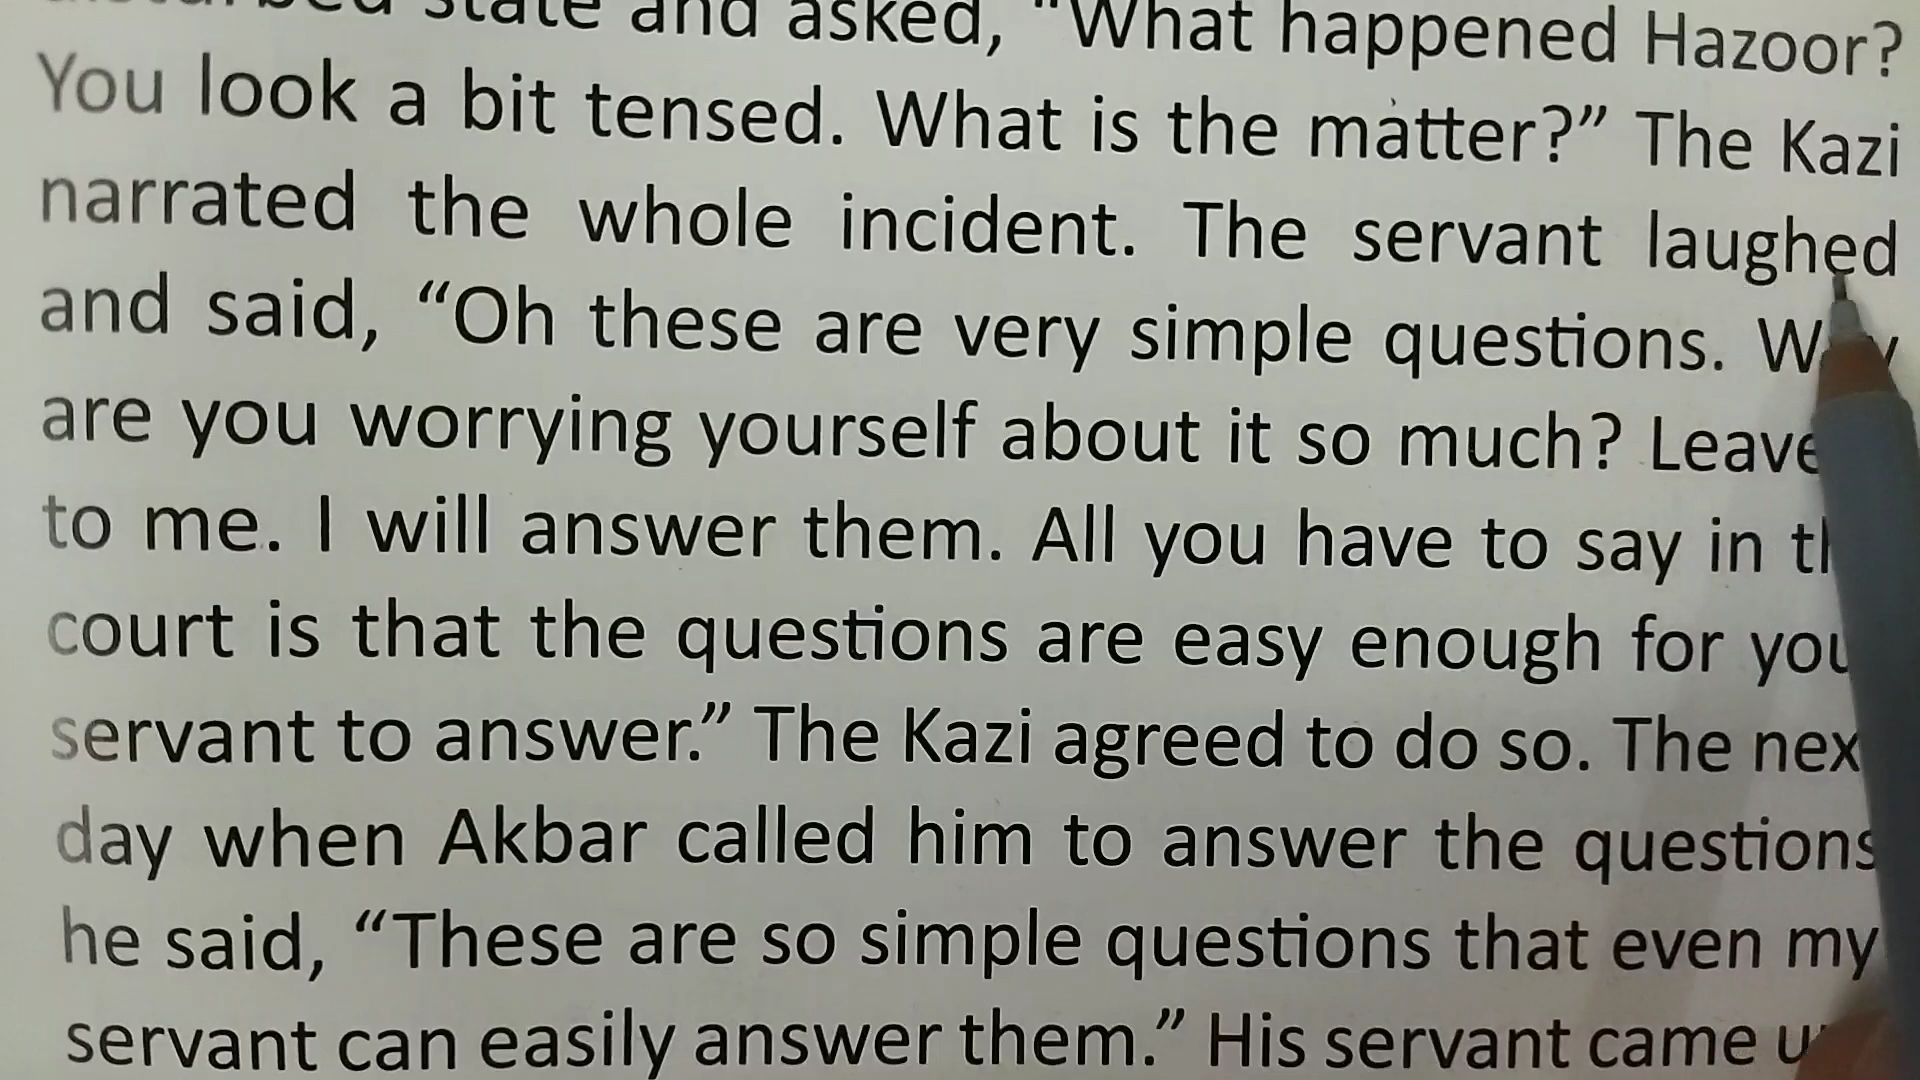 state and asked, "What happened Hazoor?
You look a bit tensed. What is the matter?” The Kazi
narrated the whole incident. The servant laughed
and said, “Oh these are very simple questions.
are you worrying yourself about it so much? Leave
to me. I will answer them. All you have to say in
court is that the questions are easy enough for
servant to answer.” The Kazi agreed to do so. The
day when Akbar called him to answer the questions
he said, “These are so simple questions that even my
servant can easily answer them.” His servant came